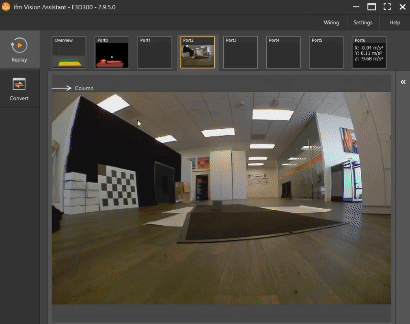 ifm Vision Assistant - E3D300 - 2.9.5.0
Wiring Settings Help
Replay
Convert
Overview Port0 Port1 Port2 Port3 Port4 Port5 Port6
X: -0.04 m/s²
Y: 0.11 m/s²
Z: -9.68 m/s²
Column